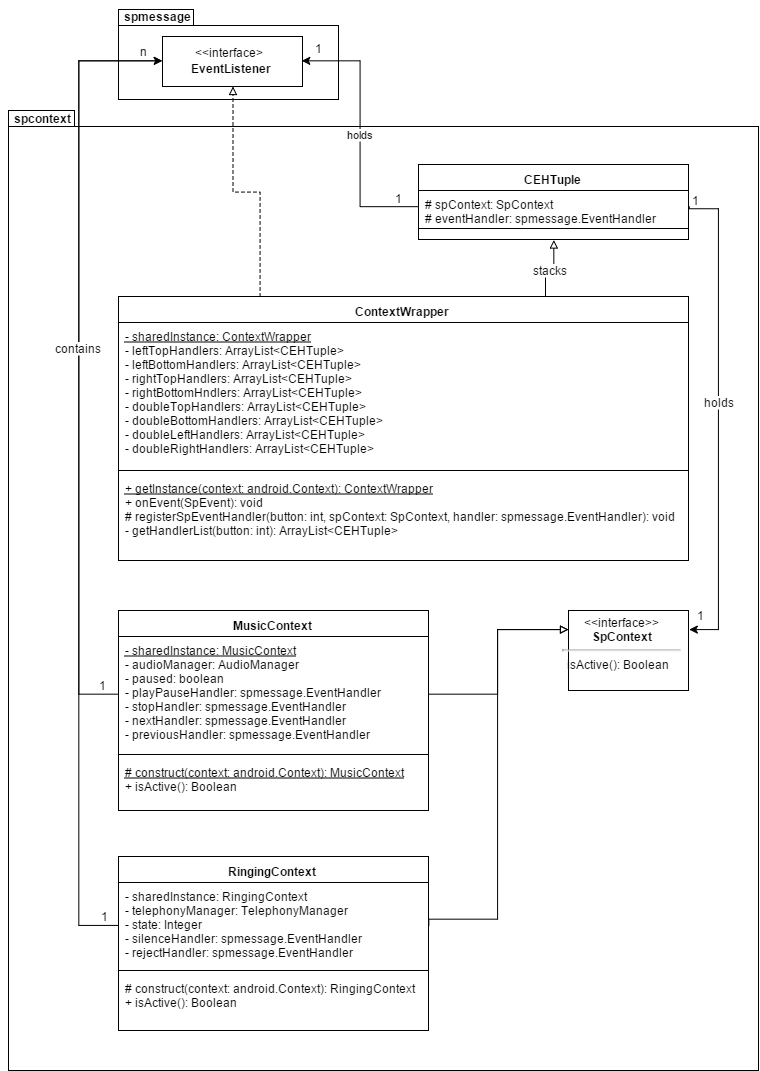 spmessage
n
<<interface>
EventListener
1
spcontext
holds
CEHTuple
# spContext: SpContext
# eventHandler: spmessage.EventHandler
1
1
stacks
ContextWrapper
- sharedInstance: ContextWrapper
- leftTopHandlers: ArrayList<CEHTuple>
- leftBottomHandlers: ArrayList<CEHTuple>
- rightTopHandlers: ArrayList<CEHTuple>
- rightBottomHndlers: ArrayList<CEHTuple>
- doubleTopHandlers: ArrayList<CEHTuple>
- doubleBottomHandlers: ArrayList<CEHTuple>
- doubleLeftHandlers: ArrayList<CEHTuple>
- doubleRightHandlers: ArrayList<CEHTuple>
+ getInstance(context: android.Context): ContextWrapper
+ onEvent(SpEvent): void
# registerSpEventHandler(button: int, spContext: SpContext, handler: spmessage.EventHandler): void
- getHandlerList(button: int): ArrayList<CEHTuple>
contains
holds
MusicContext
- sharedInstance: MusicContext
- audioManager: AudioManager
- paused: boolean
- playPauseHandler: spmessage.EventHandler
- stopHandler: spmessage.EventHandler
- nextHandler: spmessage.EventHandler
- previousHandler: spmessage.EventHandler
# construct(context: android.Context): MusicContext
+ isActive(): Boolean
1
<<interface>>
SpContext
isActive(): Boolean
1
RingingContext
- sharedInstance: RingingContext
- telephonyManager: TelephonyManager
- state: Integer
- silenceHandler: spmessage.EventHandler
- rejectHandler: spmessage.EventHandler
# construct(context: android.Context): RingingContext
+ isActive(): Boolean
1